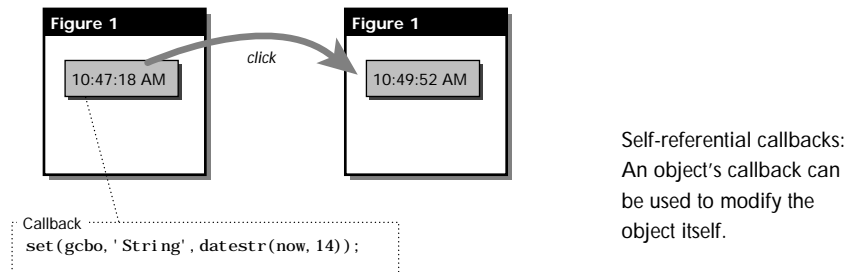 Figure 1
10:47:18 AM
click
Figure 1
10:49:52 AM
Callback
set(gcbo,'String',datestr(now,14));
Self-referential callbacks:
An object's callback can
be used to modify the
object itself.